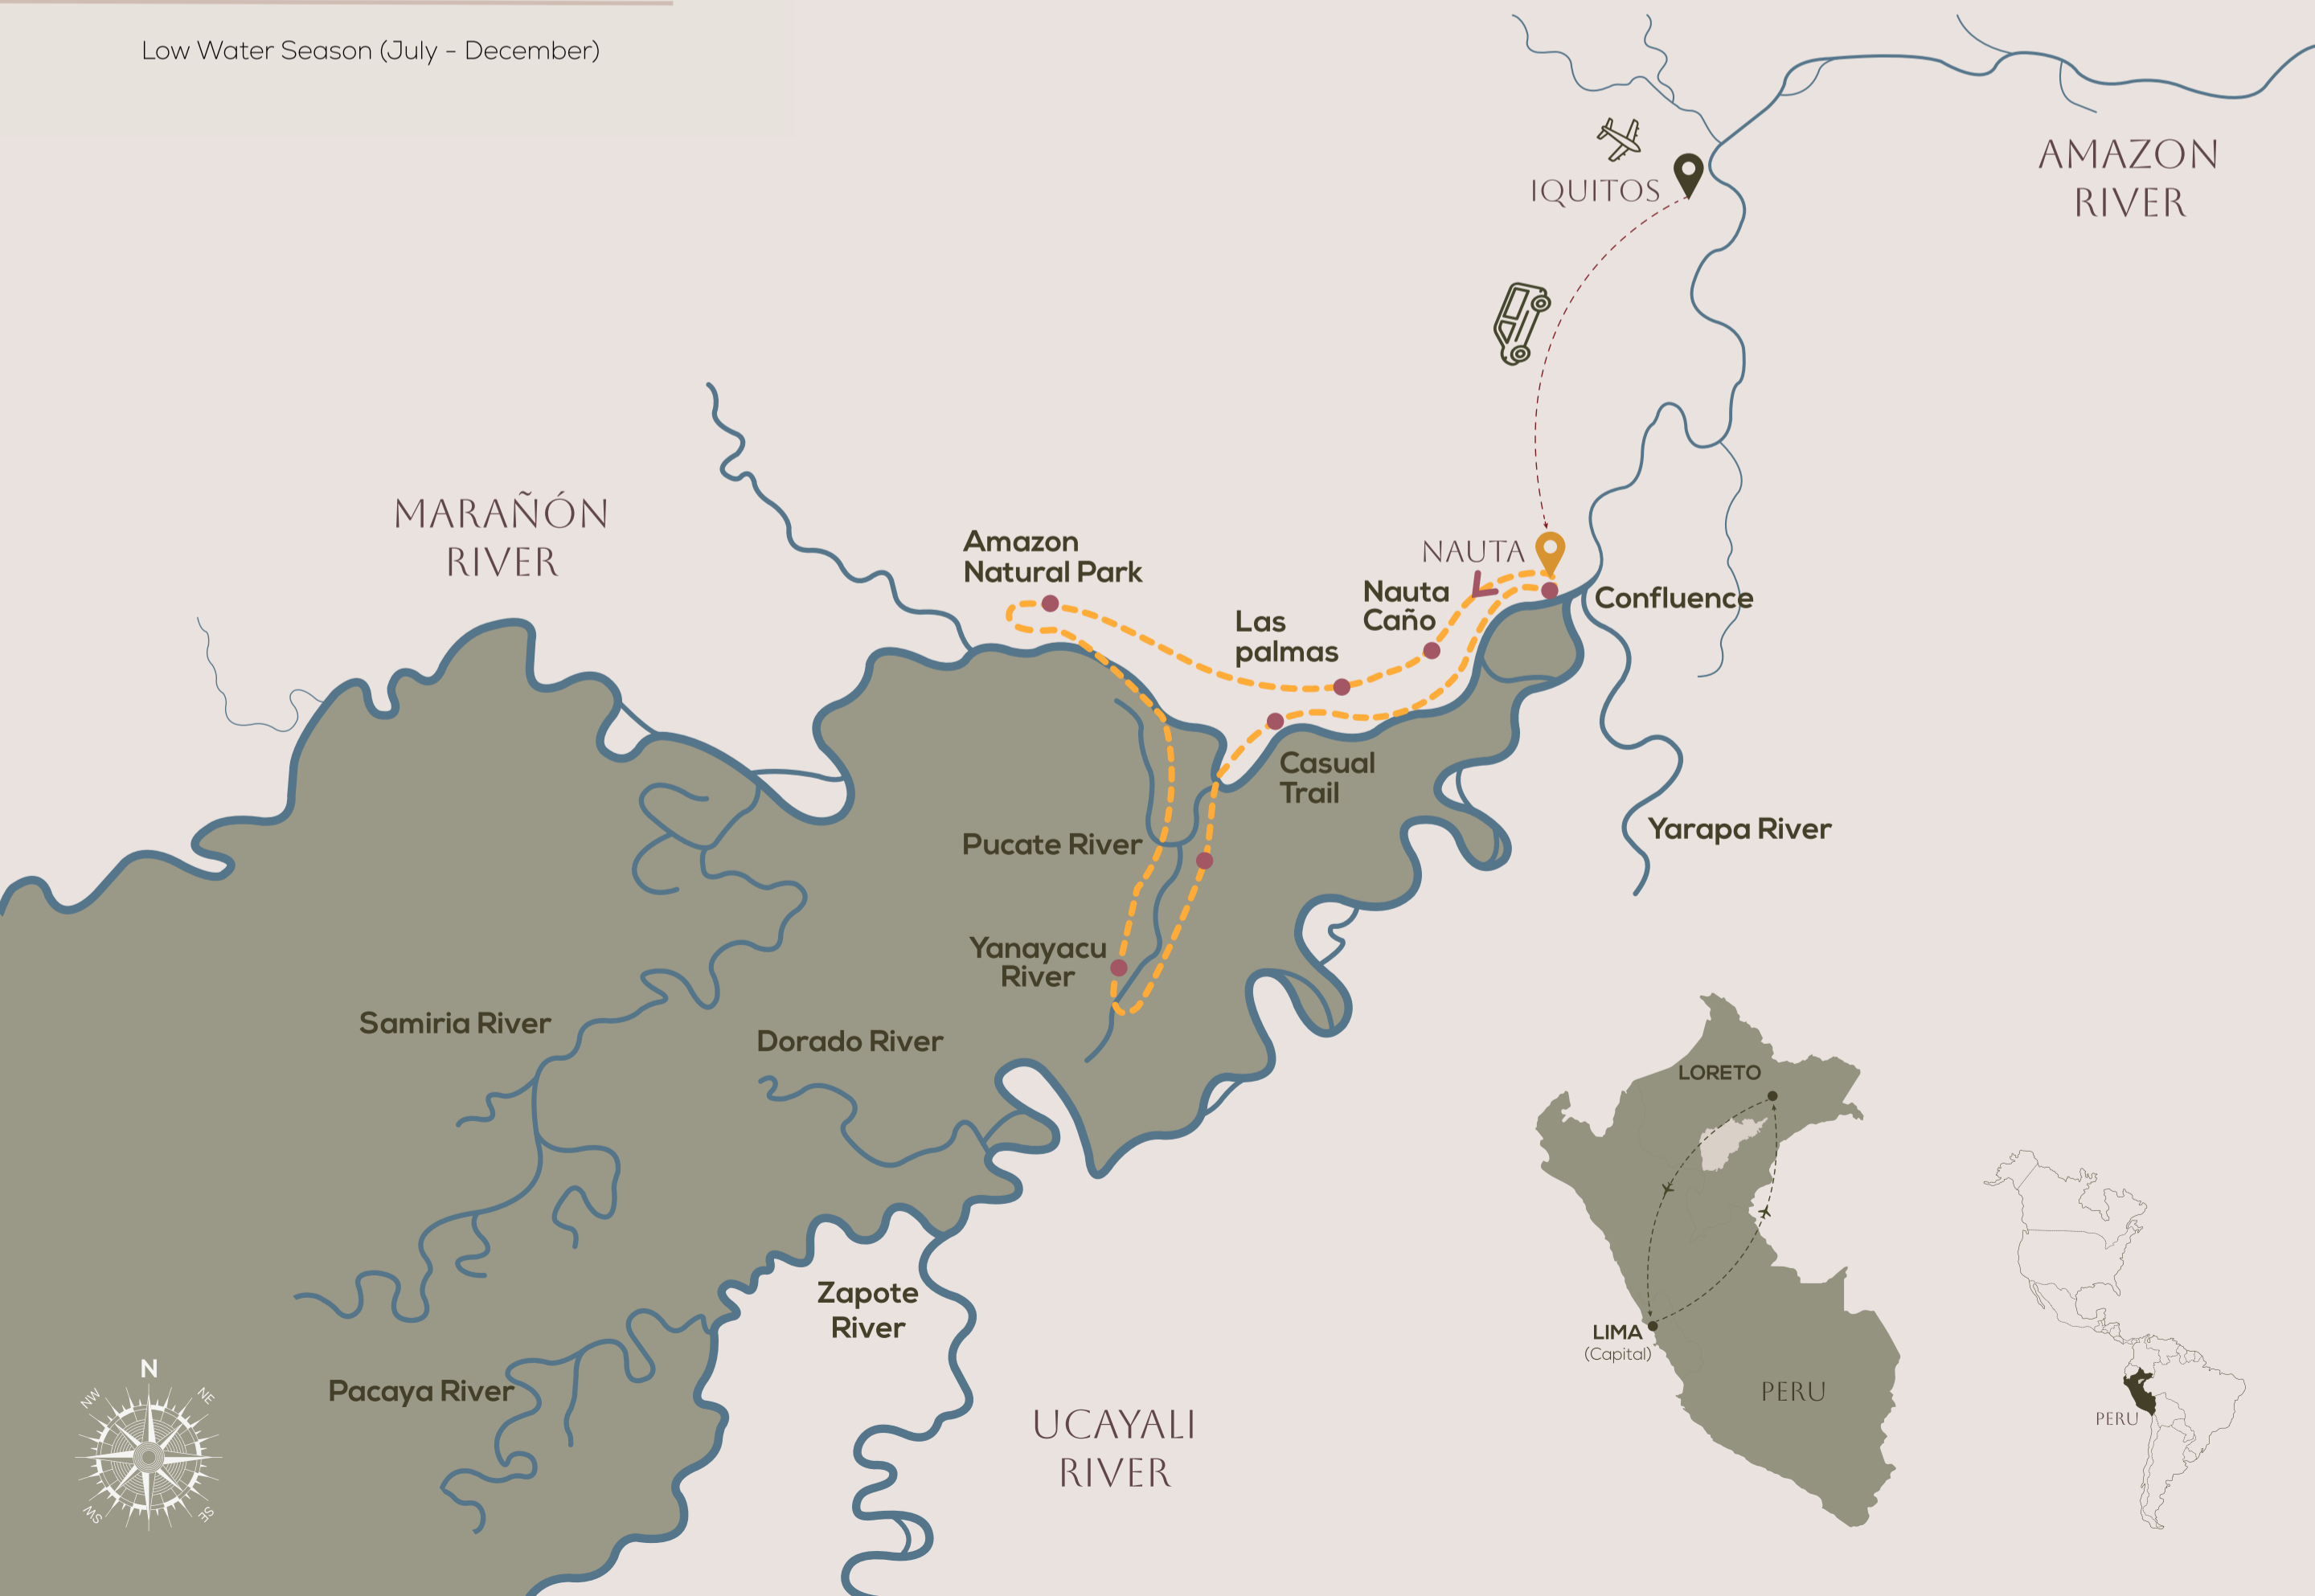 Low Water Season (July - December)
IQUITOS
AMAZON
RIVER
MARAÑÓN
RIVER
Amazon
Natural Park
NAUTA
Nauta
Caño
Confluence
Las
palmas
Casual
Trail
Pucate River
Yarapa River
Yanayacu
River
Samiria River
Dorado River
Zapote
River
Pacaya River
UCAYALI
RIVER
N
NE
SE
SW
NW
LORETO
LIMA
(Capital)
PERU
PERU